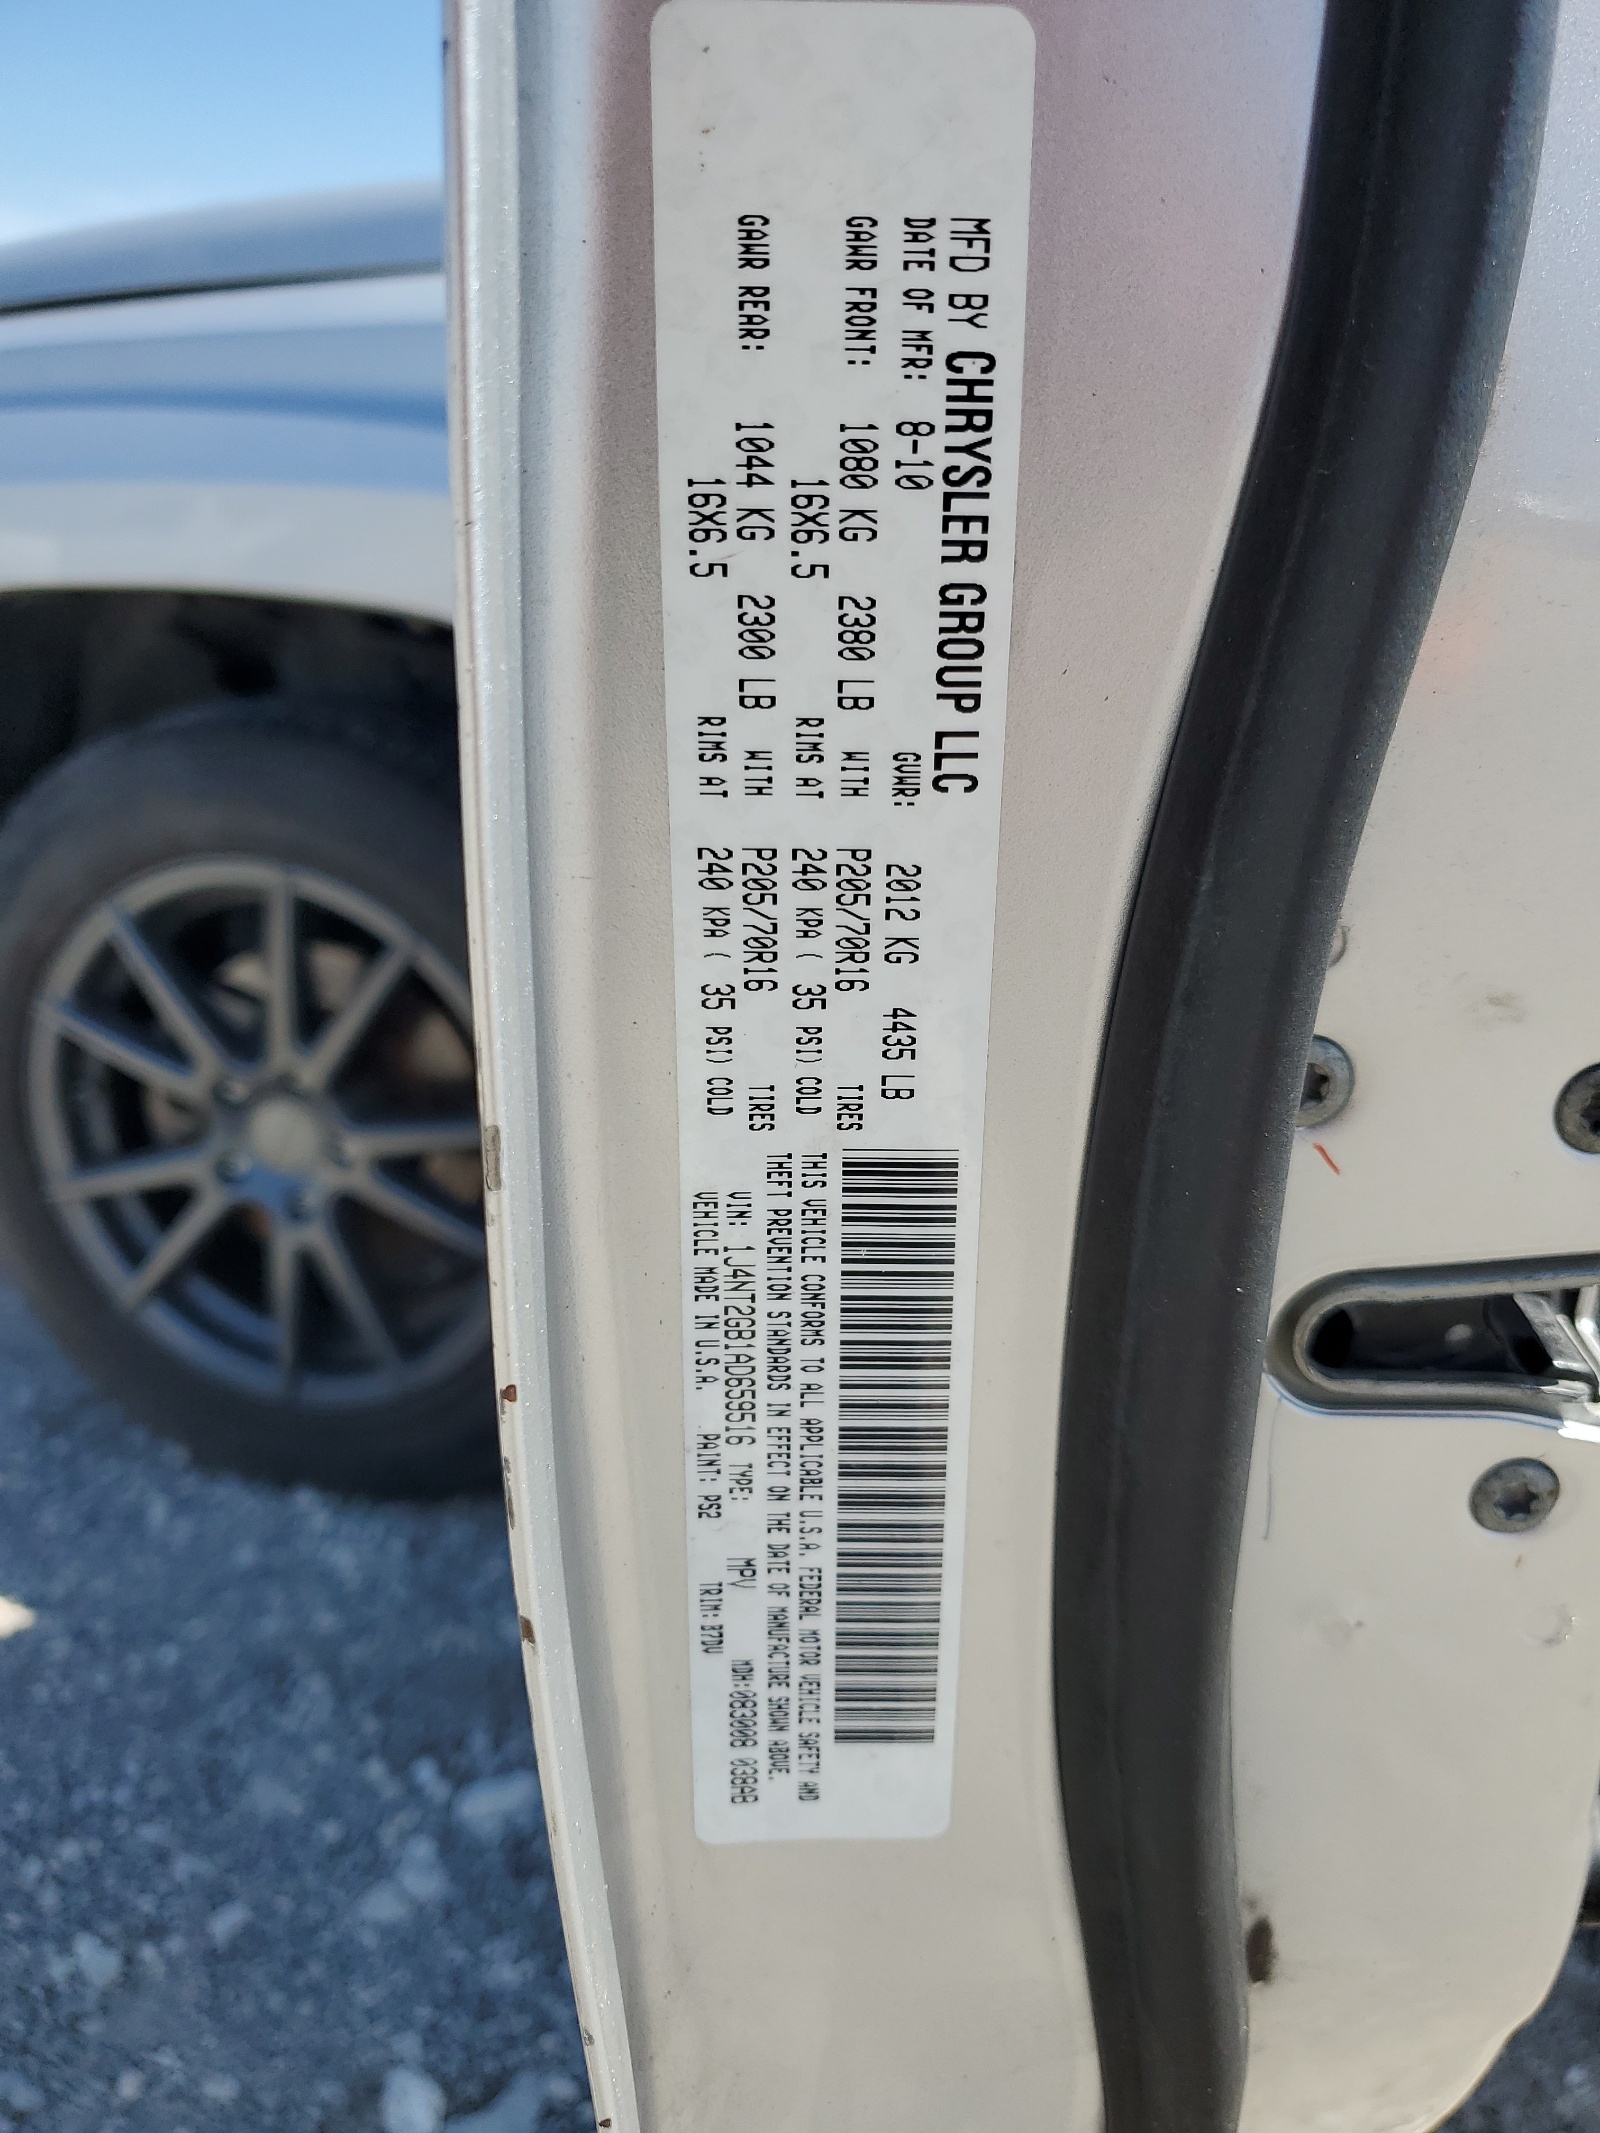 MFD BY CHRYSLER GROUP LLC
DATE OF MFR: 8-10 GVWR: 2012 KG 4435 LB
GAWR FRONT: 1080 KG 2380 LB WITH P205/70R16 TIRES
16X6.5 RIMS AT 240 KPA ( 35 PSI) COLD
GAWR REAR: 1044 KG 2300 LB WITH P205/70R16 TIRES
16X6.5 RIMS AT 240 KPA ( 35 PSI) COLD
THIS VEHICLE CONFORMS TO ALL APPLICABLE U.S.A. FEDERAL MOTOR VEHICLE SAFETY AND
THEFT PREVENTION STANDARDS IN EFFECT ON THE DATE OF MANUFACTURE SHOWN ABOVE.
VIN: 1J4NT2GB1AD659516 TYPE: MPV MDH:083008 038AB
VEHICLE MADE IN U.S.A. PAINT: PS2 TRIM: B7DV